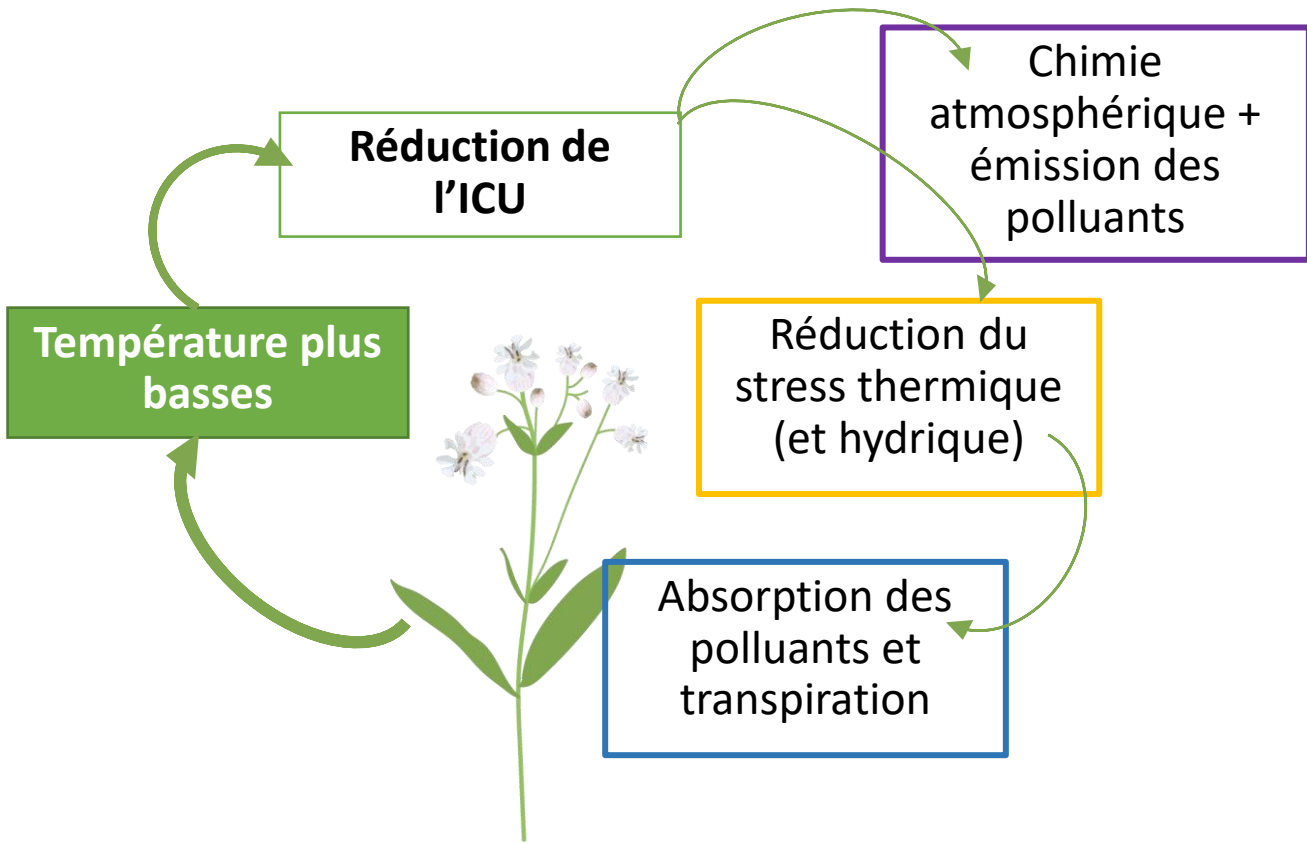 Chimie
atmosphérique +
émission des
polluants
Réduction de
l’ICU
Température plus
basses
Réduction du
stress thermique
(et hydrique)
Absorption des
polluants et
transpiration